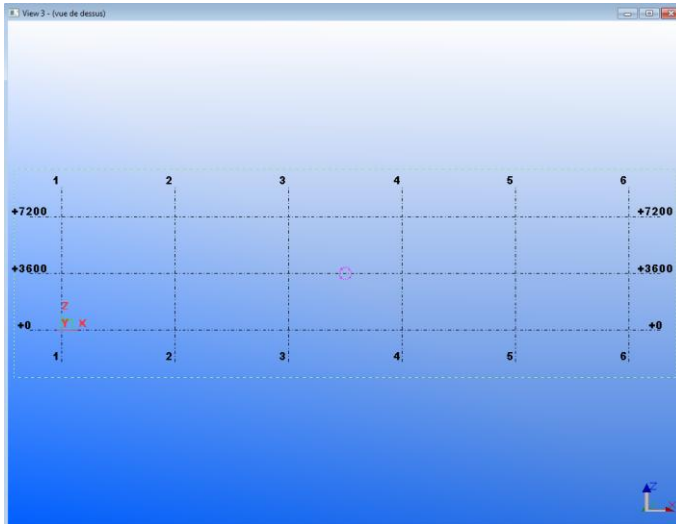 View 3 - (vue de dessus)
1 2 3 4 5 6
+7200 +7200
+3600 +3600
Z
Y X
+0 +0
1 2 3 4 5 6
Z